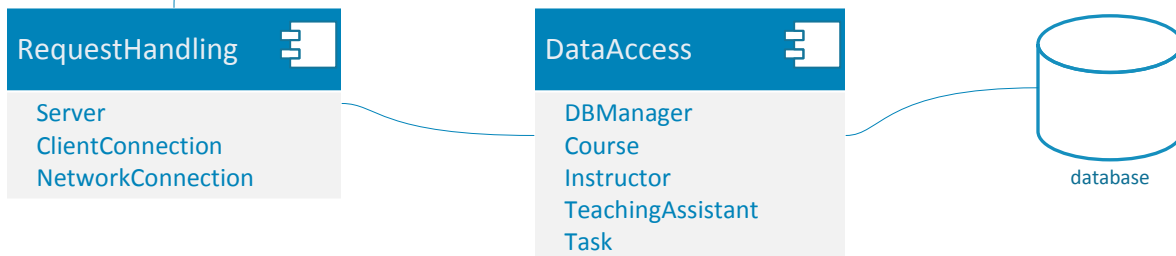 RequestHandling
Server
ClientConnection
NetworkConnection
DataAccess
DBManager
Course
Instructor
TeachingAssistant
Task
database